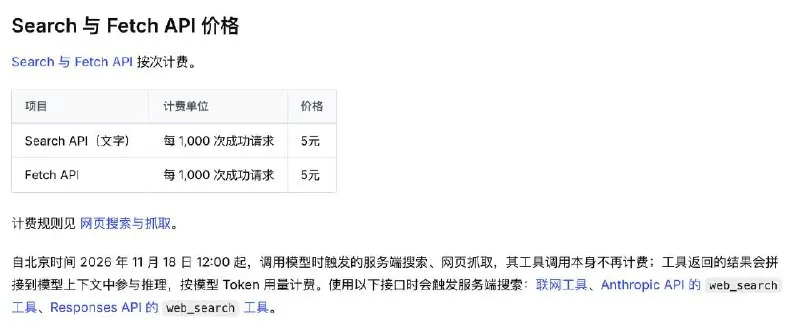 Search 与 Fetch API 价格
Search 与 Fetch API 按次计费。
项目 计费单位 价格
Search API（文字） 每 1,000 次成功请求 5元
Fetch API 每 1,000 次成功请求 5元
计费规则见 网页搜索与抓取。
自北京时间 2026 年 11 月 18 日 12:00 起，调用模型时触发的服务端搜索、网页抓取，其工具调用本身不再计费；工具返回的结果会拼
接到模型上下文中参与推理，按模型 Token 用量计费。使用以下接口时会触发服务端搜索：联网工具、Anthropic API 的 web_search
工具、Responses API 的 web_search 工具。